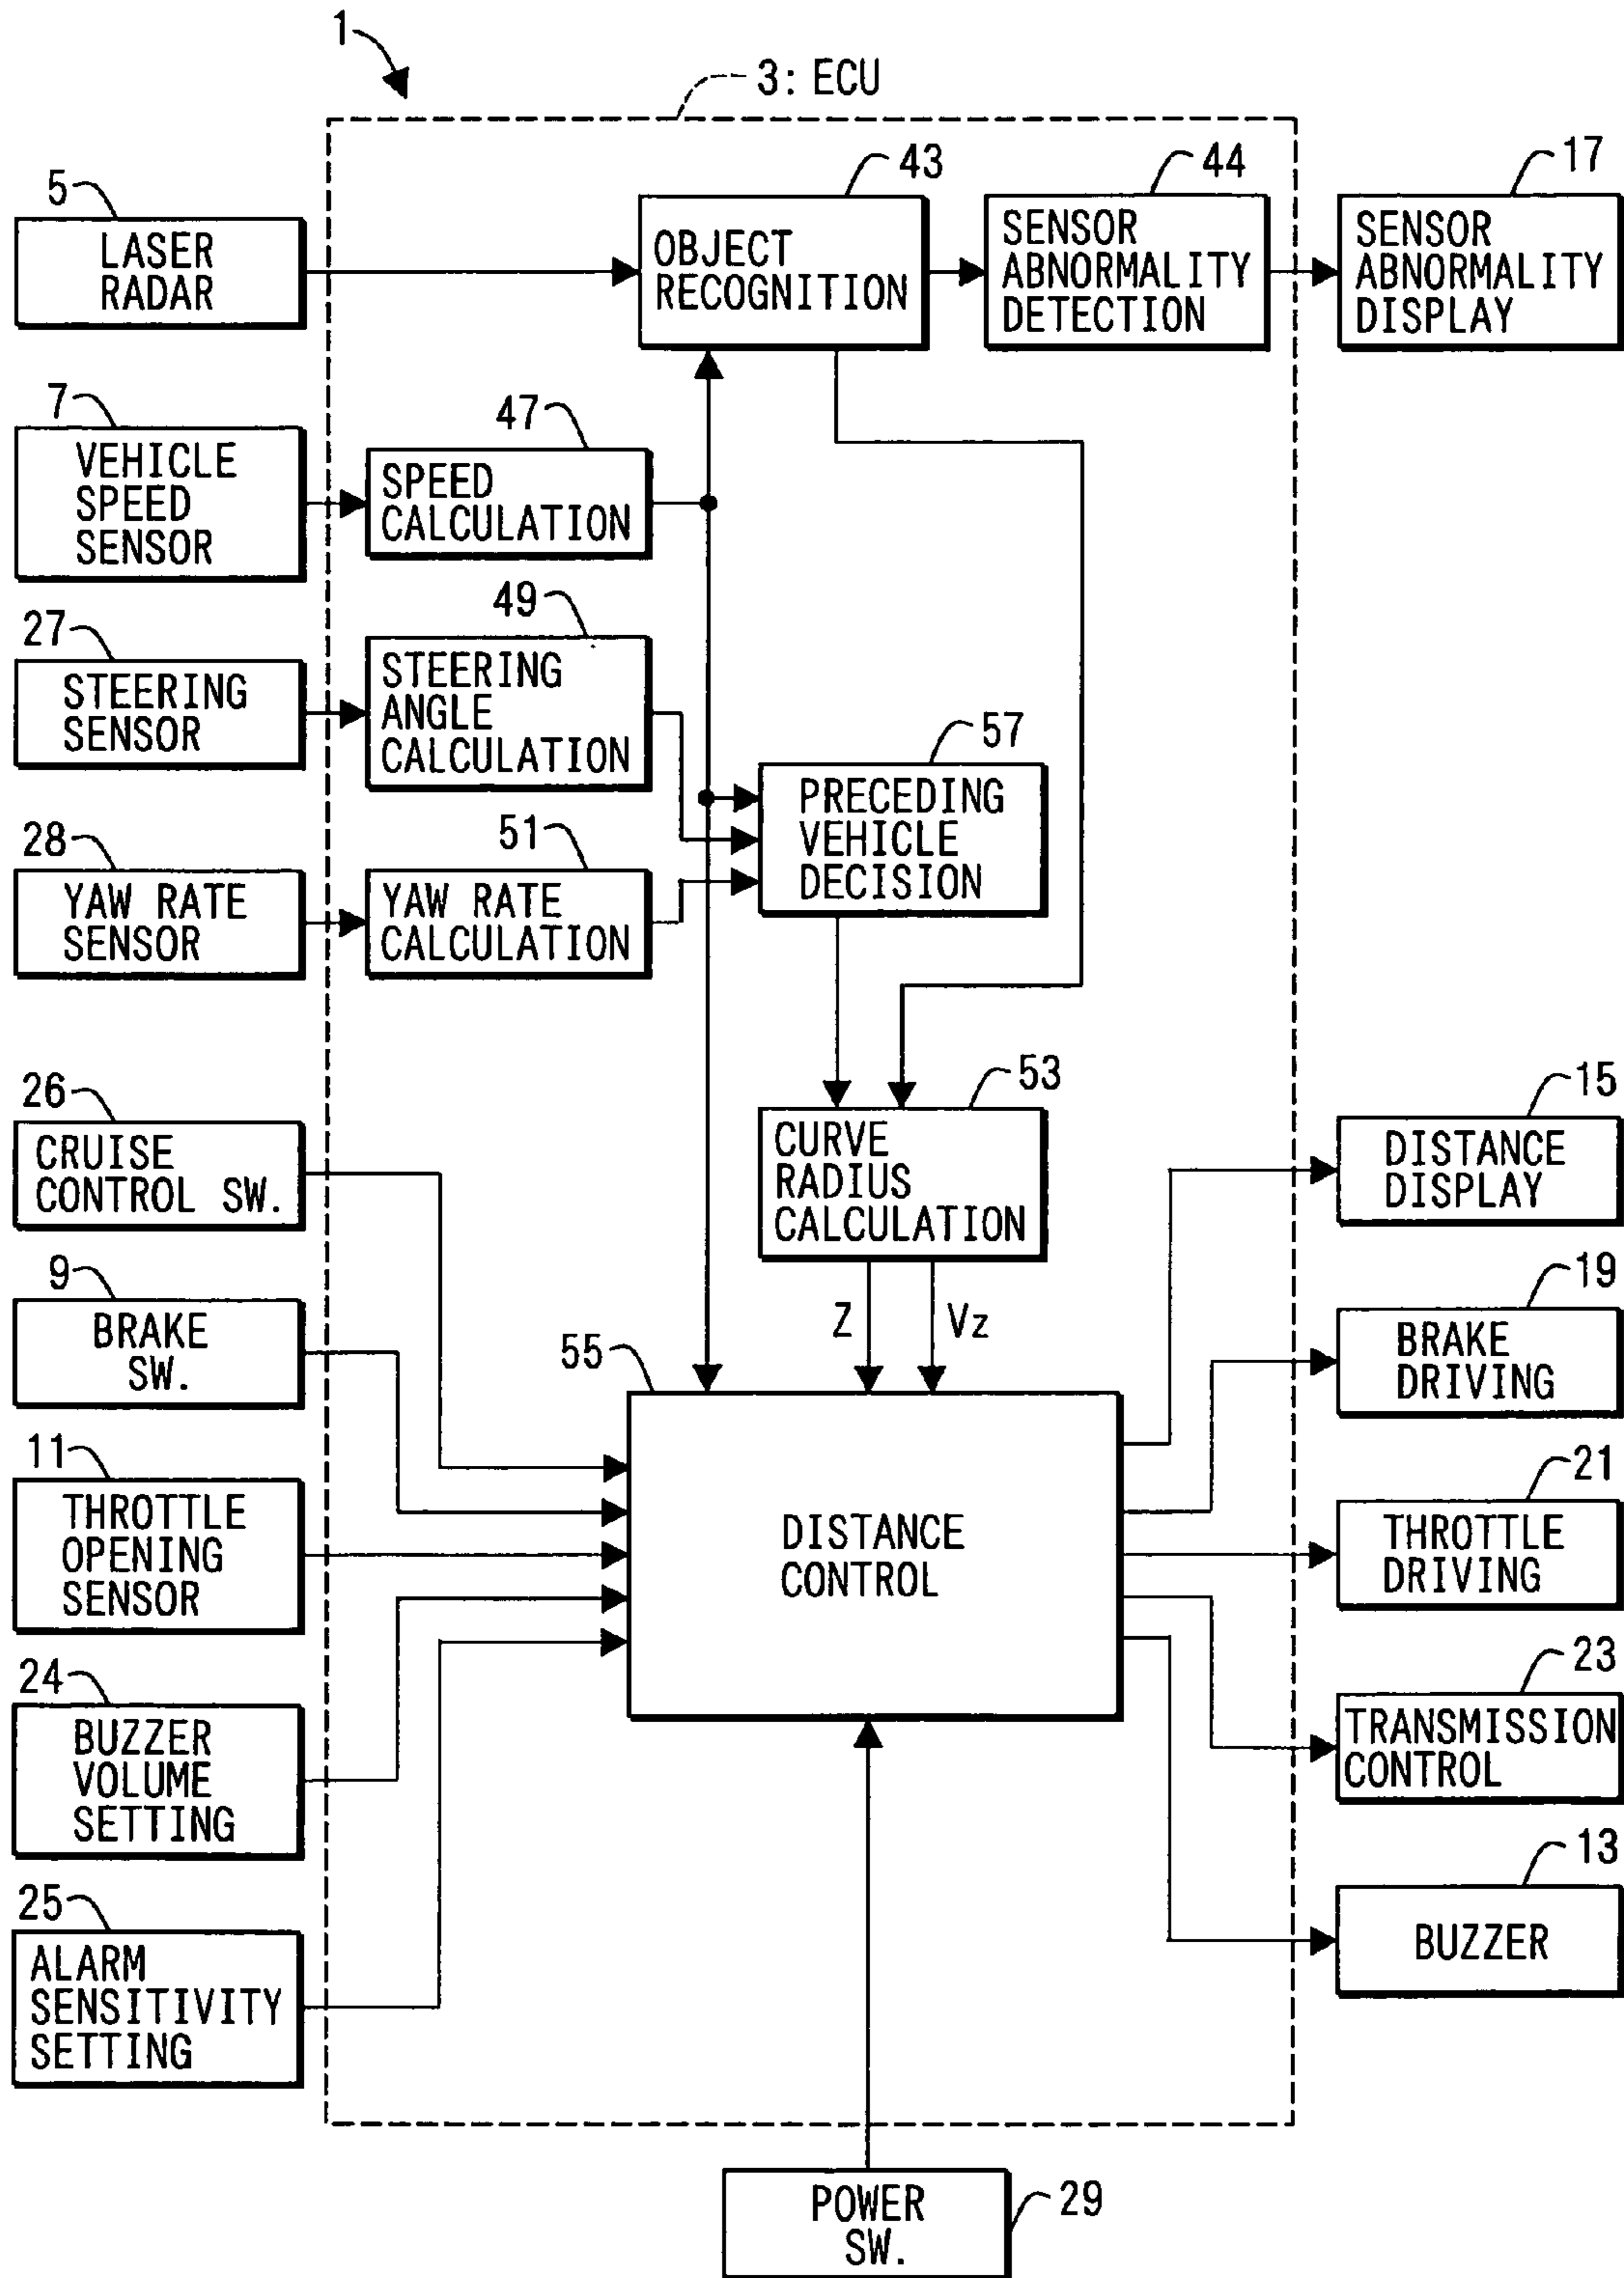 1
3: ECU
43
44
17
5
LASER
RADAR
OBJECT
RECOGNITION
SENSOR
ABNORMALITY
DETECTION
SENSOR
ABNORMALITY
DISPLAY
7
VEHICLE
SPEED
SENSOR
47
SPEED
CALCULATION
27
STEERING
SENSOR
49
STEERING
ANGLE
CALCULATION
57
PRECEDING
VEHICLE
DECISION
28
YAW RATE
SENSOR
51
YAW RATE
CALCULATION
26
CRUISE
CONTROL SW.
53
CURVE
RADIUS
CALCULATION
15
DISTANCE
DISPLAY
9
BRAKE
SW.
Z
Vz
19
BRAKE
DRIVING
55
DISTANCE
CONTROL
11
THROTTLE
OPENING
SENSOR
21
THROTTLE
DRIVING
24
BUZZER
VOLUME
SETTING
23
TRANSMISSION
CONTROL
25
ALARM
SENSITIVITY
SETTING
13
BUZZER
POWER
SW.
29